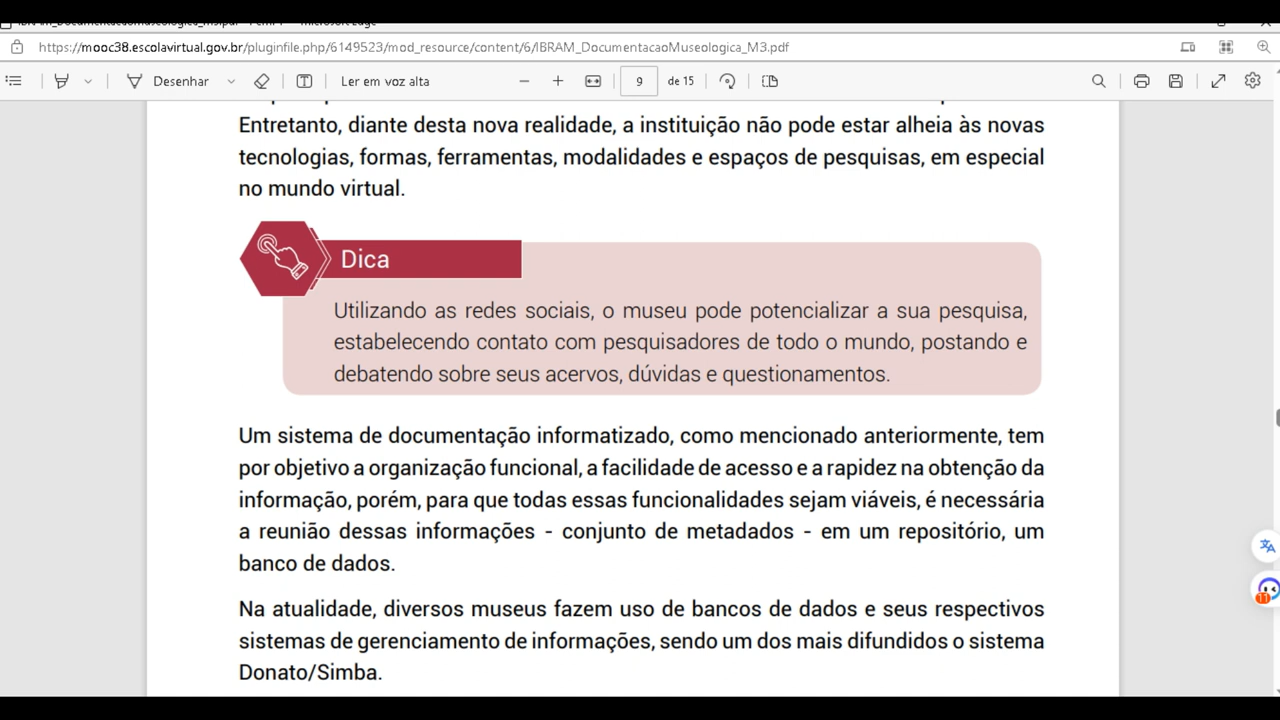 https://mooc38.escolavirtual.gov.br/pluginfile.php/6149523/mod_resource/content/6/IBRAM_DocumentacaoMuseologica_M3.pdf
Desenhar
Ler em voz alta
9 de 15
Entretanto, diante desta nova realidade, a instituição não pode estar alheia às novas
tecnologias, formas, ferramentas, modalidades e espaços de pesquisas, em especial
no mundo virtual.
Dica
Utilizando as redes sociais, o museu pode potencializar a sua pesquisa,
estabelecendo contato com pesquisadores de todo o mundo, postando e
debatendo sobre seus acervos, dúvidas e questionamentos.
Um sistema de documentação informatizado, como mencionado anteriormente, tem
por objetivo a organização funcional, a facilidade de acesso e a rapidez na obtenção da
informação, porém, para que todas essas funcionalidades sejam viáveis, é necessária
a reunião dessas informações - conjunto de metadados - em um repositório, um
banco de dados.
Na atualidade, diversos museus fazem uso de bancos de dados e seus respectivos
sistemas de gerenciamento de informações, sendo um dos mais difundidos o sistema
Donato/Simba.
11